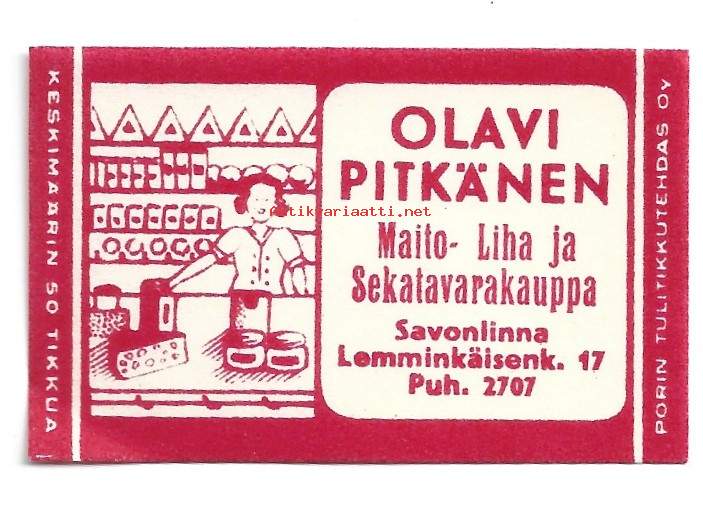 KESKIMÄÄRIN 50 TIKKUA
OLAVI
PITKÄNEN
Maito- Liha ja
Sekatavarakauppa
Savonlinna
Lemminkäisenk. 17
Puh. 2707
PORIN TULITIKKUTEHDAS OY
antikvariaatti.net